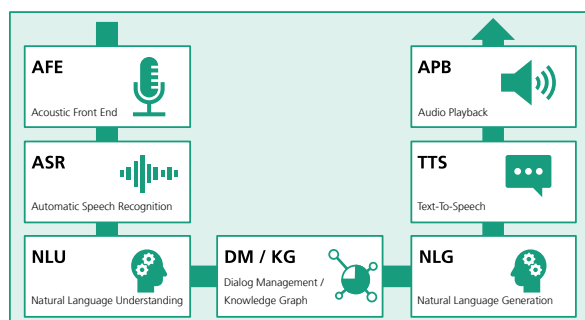 AFE
Acoustic Front End
ASR
Automatic Speech Recognition
NLU
Natural Language Understanding
DM / KG
Dialog Management /
Knowledge Graph
NLG
Natural Language Generation
TTS
Text-To-Speech
APB
Audio Playback